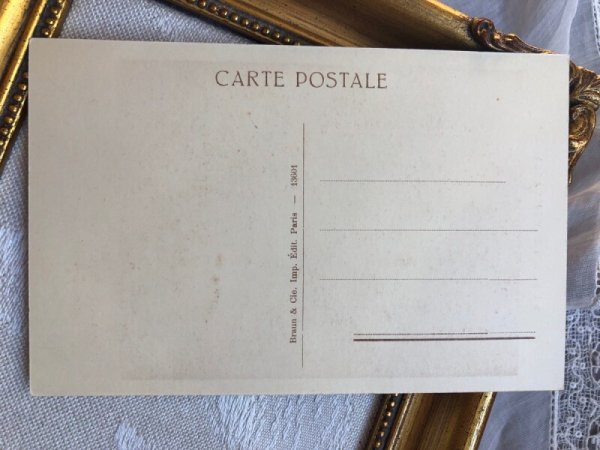 CARTE POSTALE
Braun & Cie, Imp. Édit. Paris — 13601